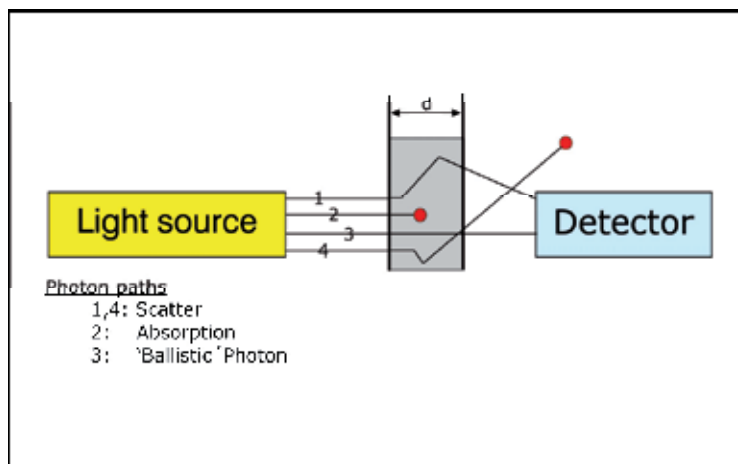 d
1
2
3
4
Light source
Detector
Photon paths
1,4: Scatter
2: Absorption
3: ‘Ballistic´Photon